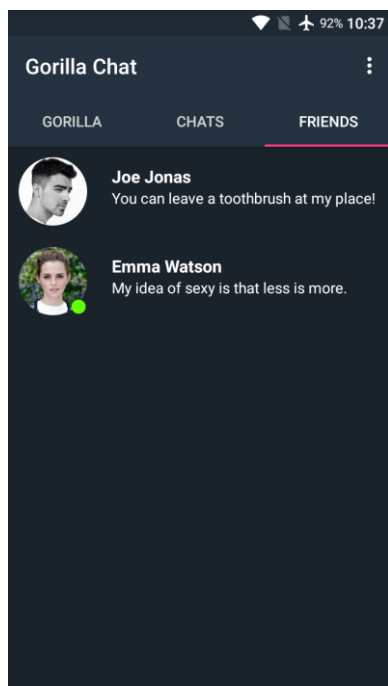 92% 10:37
Gorilla Chat
GORILLA CHATS FRIENDS
Joe Jonas
You can leave a toothbrush at my place!
Emma Watson
My idea of sexy is that less is more.